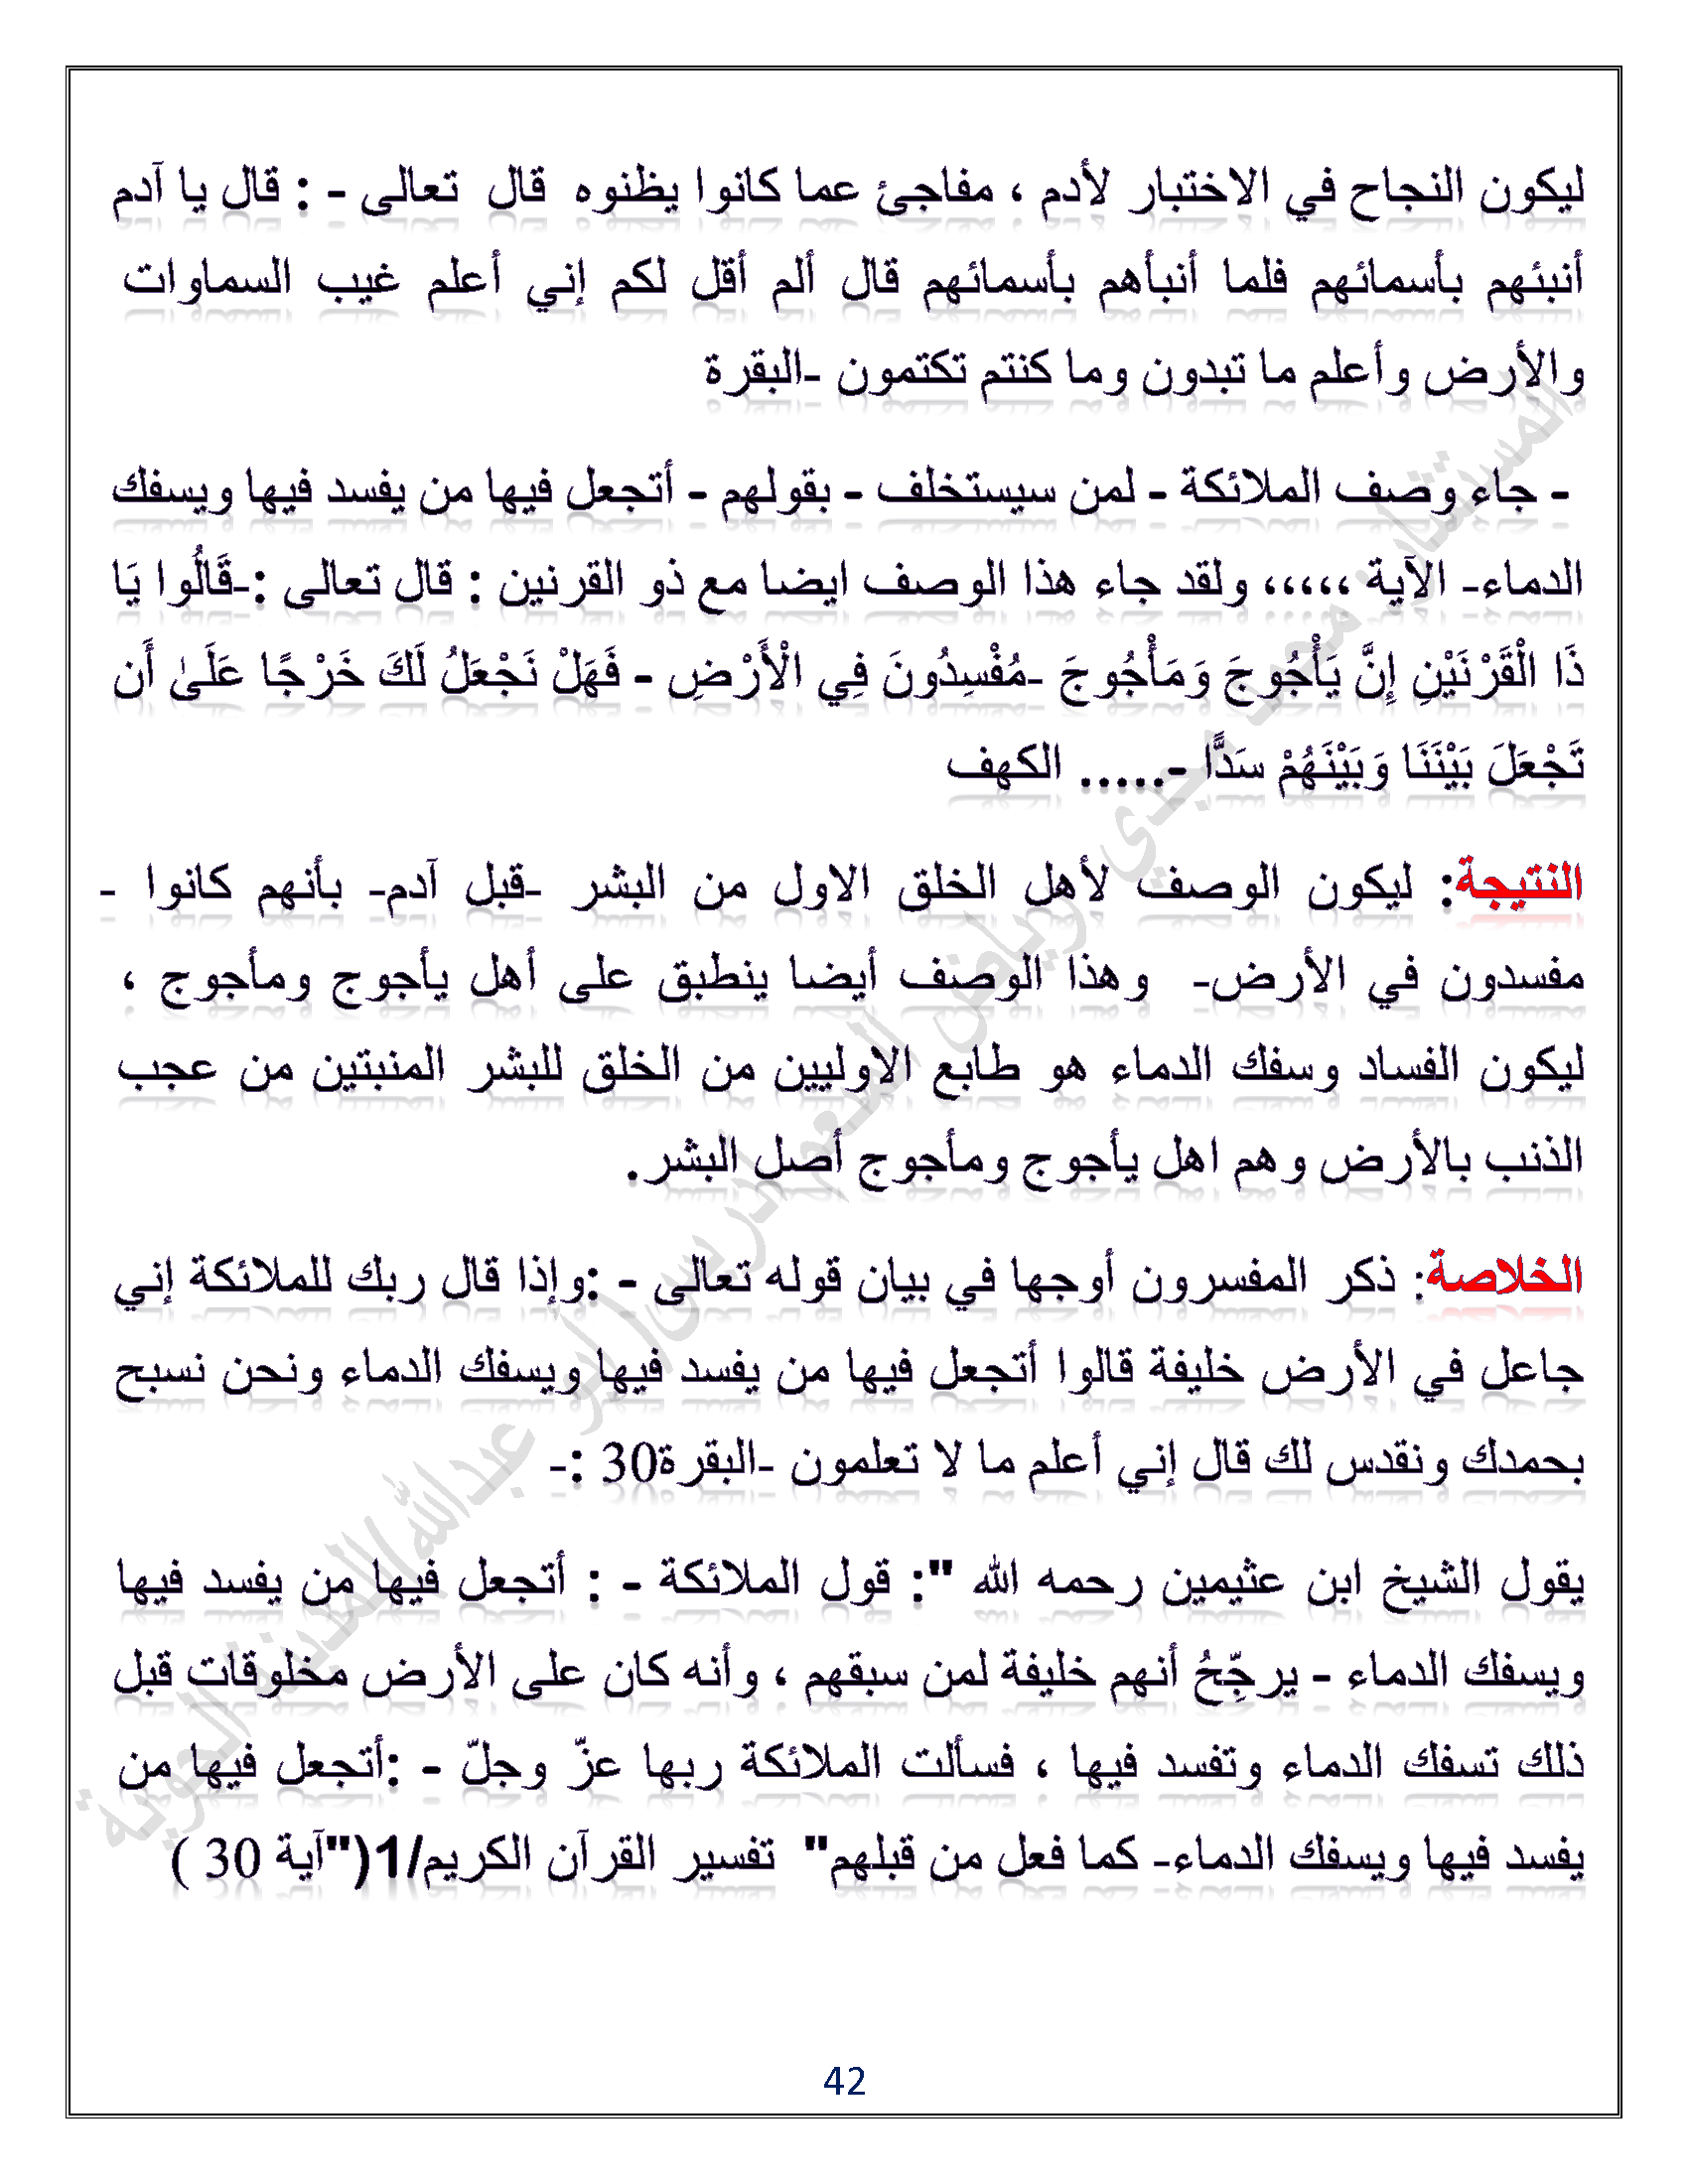 ليكون النجاح في الاختبار لأدم ، مفاجئ عما كانوا يظنوه قال تعالى - : قال يا آدم
أنبئهم بأسمائهم فلما أنبأهم بأسمائهم قال ألم أقل لكم إني أعلم غيب السماوات
والأرض وأعلم ما تبدون وما كنتم تكتمون -البقرة
- جاء وصف الملائكة - لمن سيستخلف - بقولهم - أتجعل فيها من يفسد فيها ويسفك
الدماء- الآية ،،،،، ولقد جاء هذا الوصف ايضا مع ذو القرنين : قال تعالى :-قَالُوا يَا
ذَا الْقَرْنَيْنِ إِنَّ يَأْجُوجَ وَمَأْجُوجَ -مُفْسِدُونَ فِي الْأَرْضِ - فَهَلْ نَجْعَلُ لَكَ خَرْجًا عَلَىٰ أَن
تَجْعَلَ بَيْنَنَا وَبَيْنَهُمْ سَدًّا -..... الكهف
النتيجة: ليكون الوصف لأهل الخلق الاول من البشر -قبل آدم- بأنهم كانوا -
مفسدون في الأرض- وهذا الوصف أيضا ينطبق على أهل يأجوج ومأجوج ،
ليكون الفساد وسفك الدماء هو طابع الاوليين من الخلق للبشر المنبتين من عجب
الذنب بالأرض وهم اهل يأجوج ومأجوج أصل البشر.
الخلاصة: ذكر المفسرون أوجها في بيان قوله تعالى - :وإذا قال ربك للملائكة إني
جاعل في الأرض خليفة قالوا أتجعل فيها من يفسد فيها ويسفك الدماء ونحن نسبح
بحمدك ونقدس لك قال إني أعلم ما لا تعلمون -البقرة30 :-
يقول الشيخ ابن عثيمين رحمه الله ": قول الملائكة - : أتجعل فيها من يفسد فيها
ويسفك الدماء - يرجّحُ أنهم خليفة لمن سبقهم ، وأنه كان على الأرض مخلوقات قبل
ذلك تسفك الدماء وتفسد فيها ، فسألت الملائكة ربها عزّ وجلّ - :أتجعل فيها من
يفسد فيها ويسفك الدماء- كما فعل من قبلهم" تفسير القرآن الكريم/1("آية 30 )
42